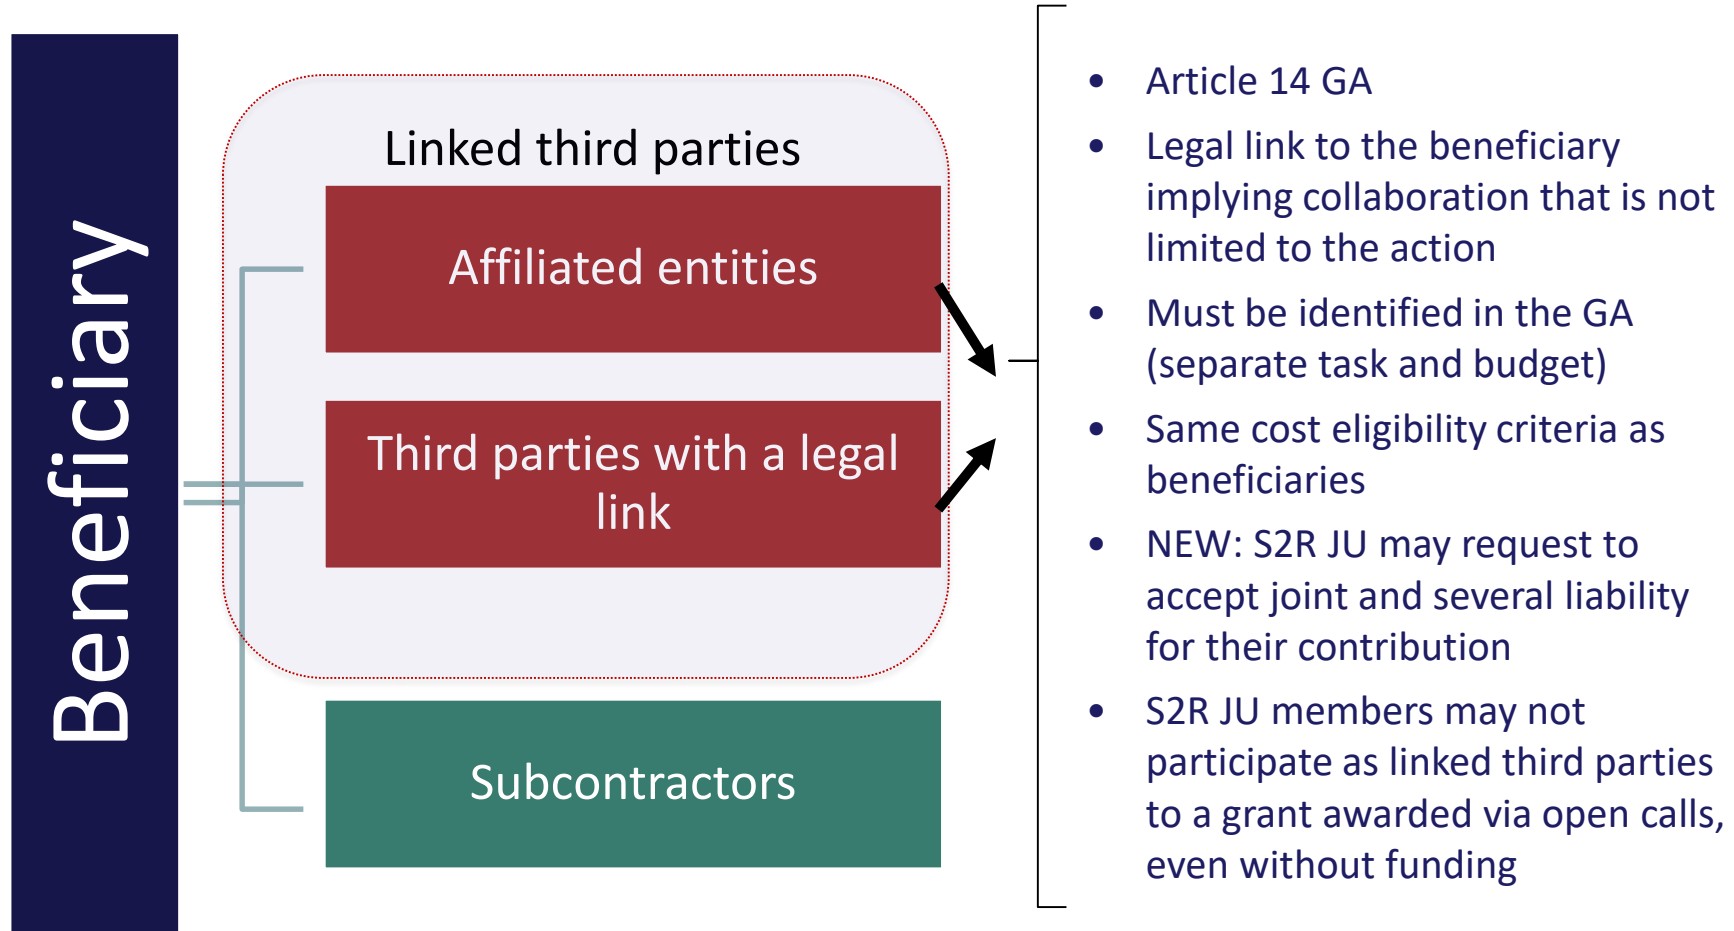 Beneficiary
Linked third parties
Affiliated entities
Third parties with a legal
link
Subcontractors
• Article 14 GA
• Legal link to the beneficiary
implying collaboration that is not
limited to the action
• Must be identified in the GA
(separate task and budget)
• Same cost eligibility criteria as
beneficiaries
• NEW: S2R JU may request to
accept joint and several liability
for their contribution
• S2R JU members may not
participate as linked third parties
to a grant awarded via open calls,
even without funding